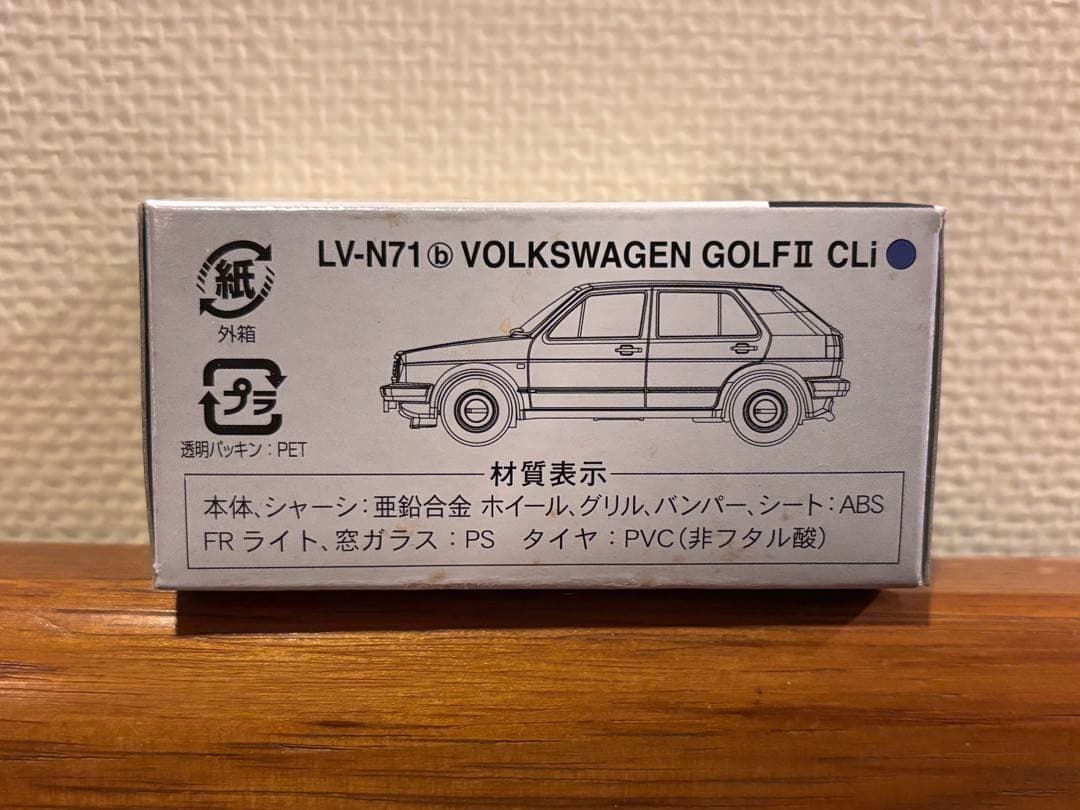 LV-N71ⓑ VOLKSWAGEN GOLFⅡ CLi
紙
外箱
プラ
透明パッキン:PET
材質表示
本体、シャーシ:亜鉛合金 ホイール、グリル、バンパー、シート:ABS
FRライト、窓ガラス:PS タイヤ:PVC(非フタル酸)